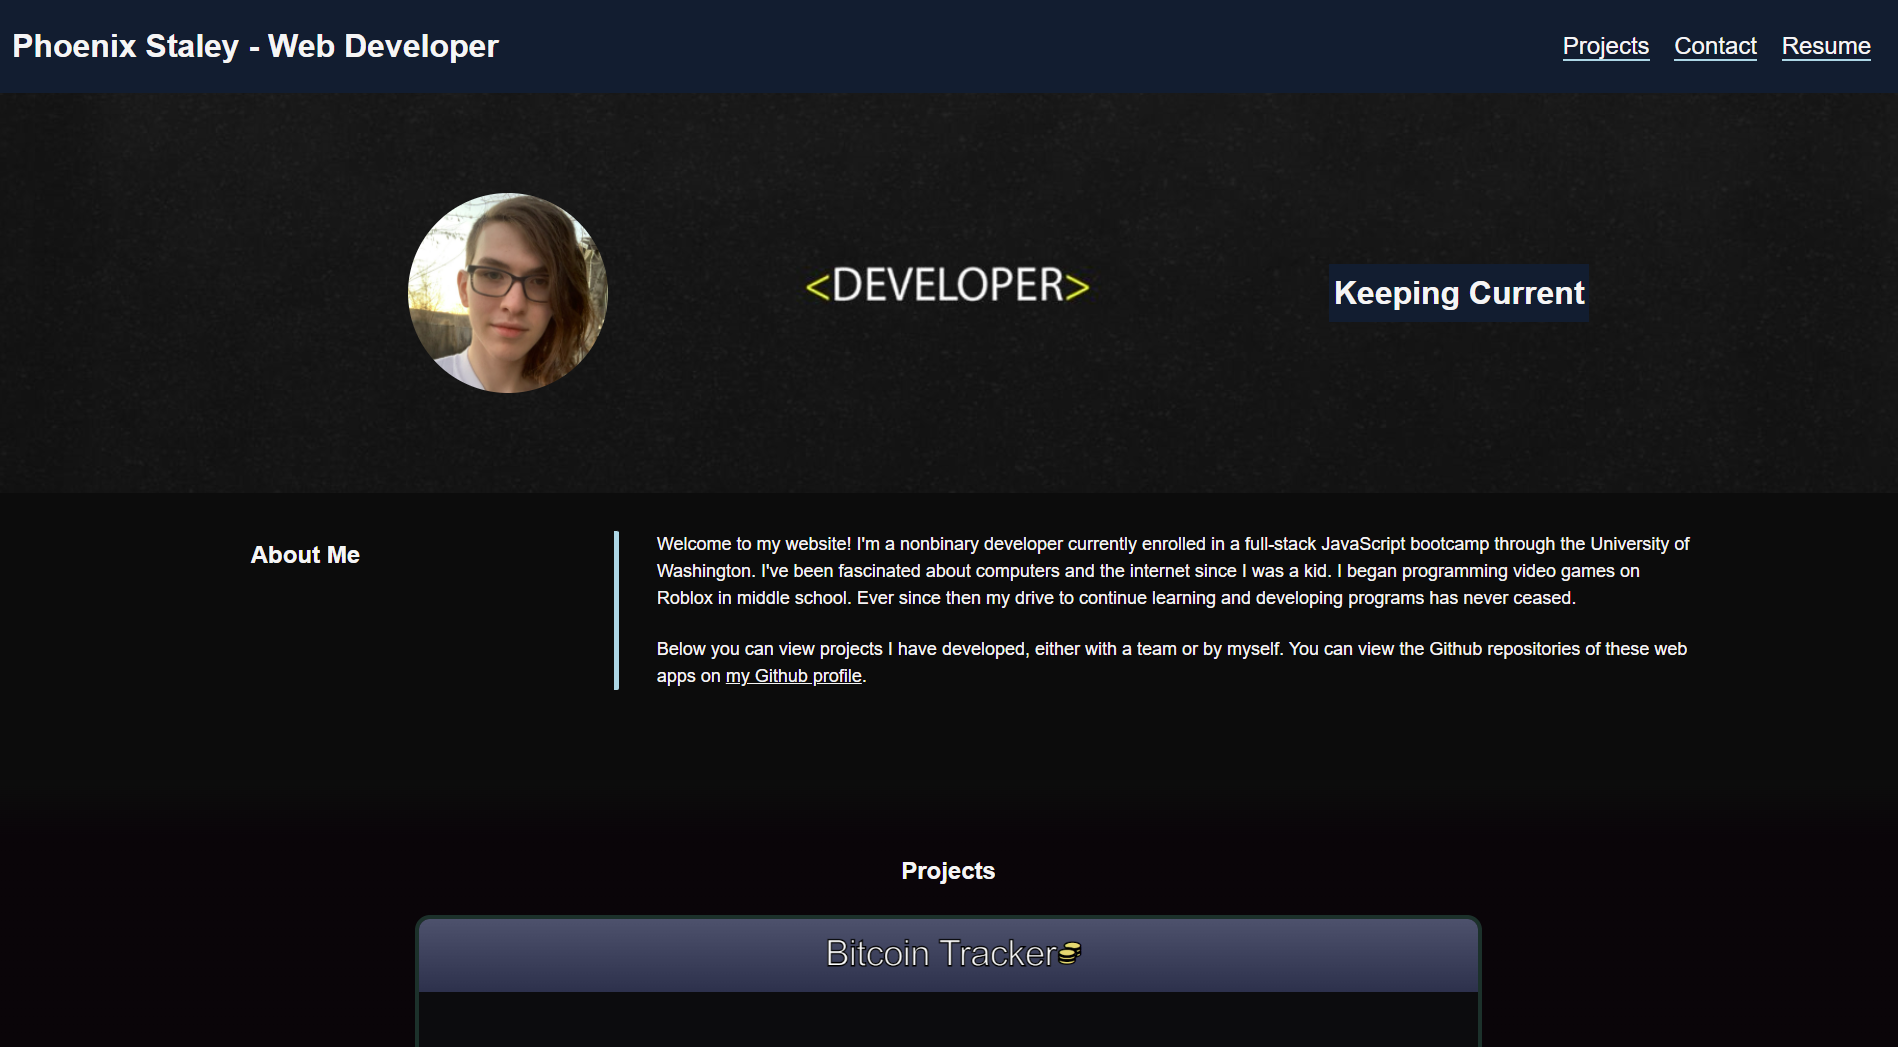 Phoenix Staley - Web Developer
Projects Contact Resume
<DEVELOPER>
Keeping Current
About Me
Welcome to my website! I'm a nonbinary developer currently enrolled in a full-stack JavaScript bootcamp through the University of
Washington. I've been fascinated about computers and the internet since I was a kid. I began programming video games on
Roblox in middle school. Ever since then my drive to continue learning and developing programs has never ceased.
Below you can view projects I have developed, either with a team or by myself. You can view the Github repositories of these web
apps on my Github profile.
Projects
Bitcoin Tracker